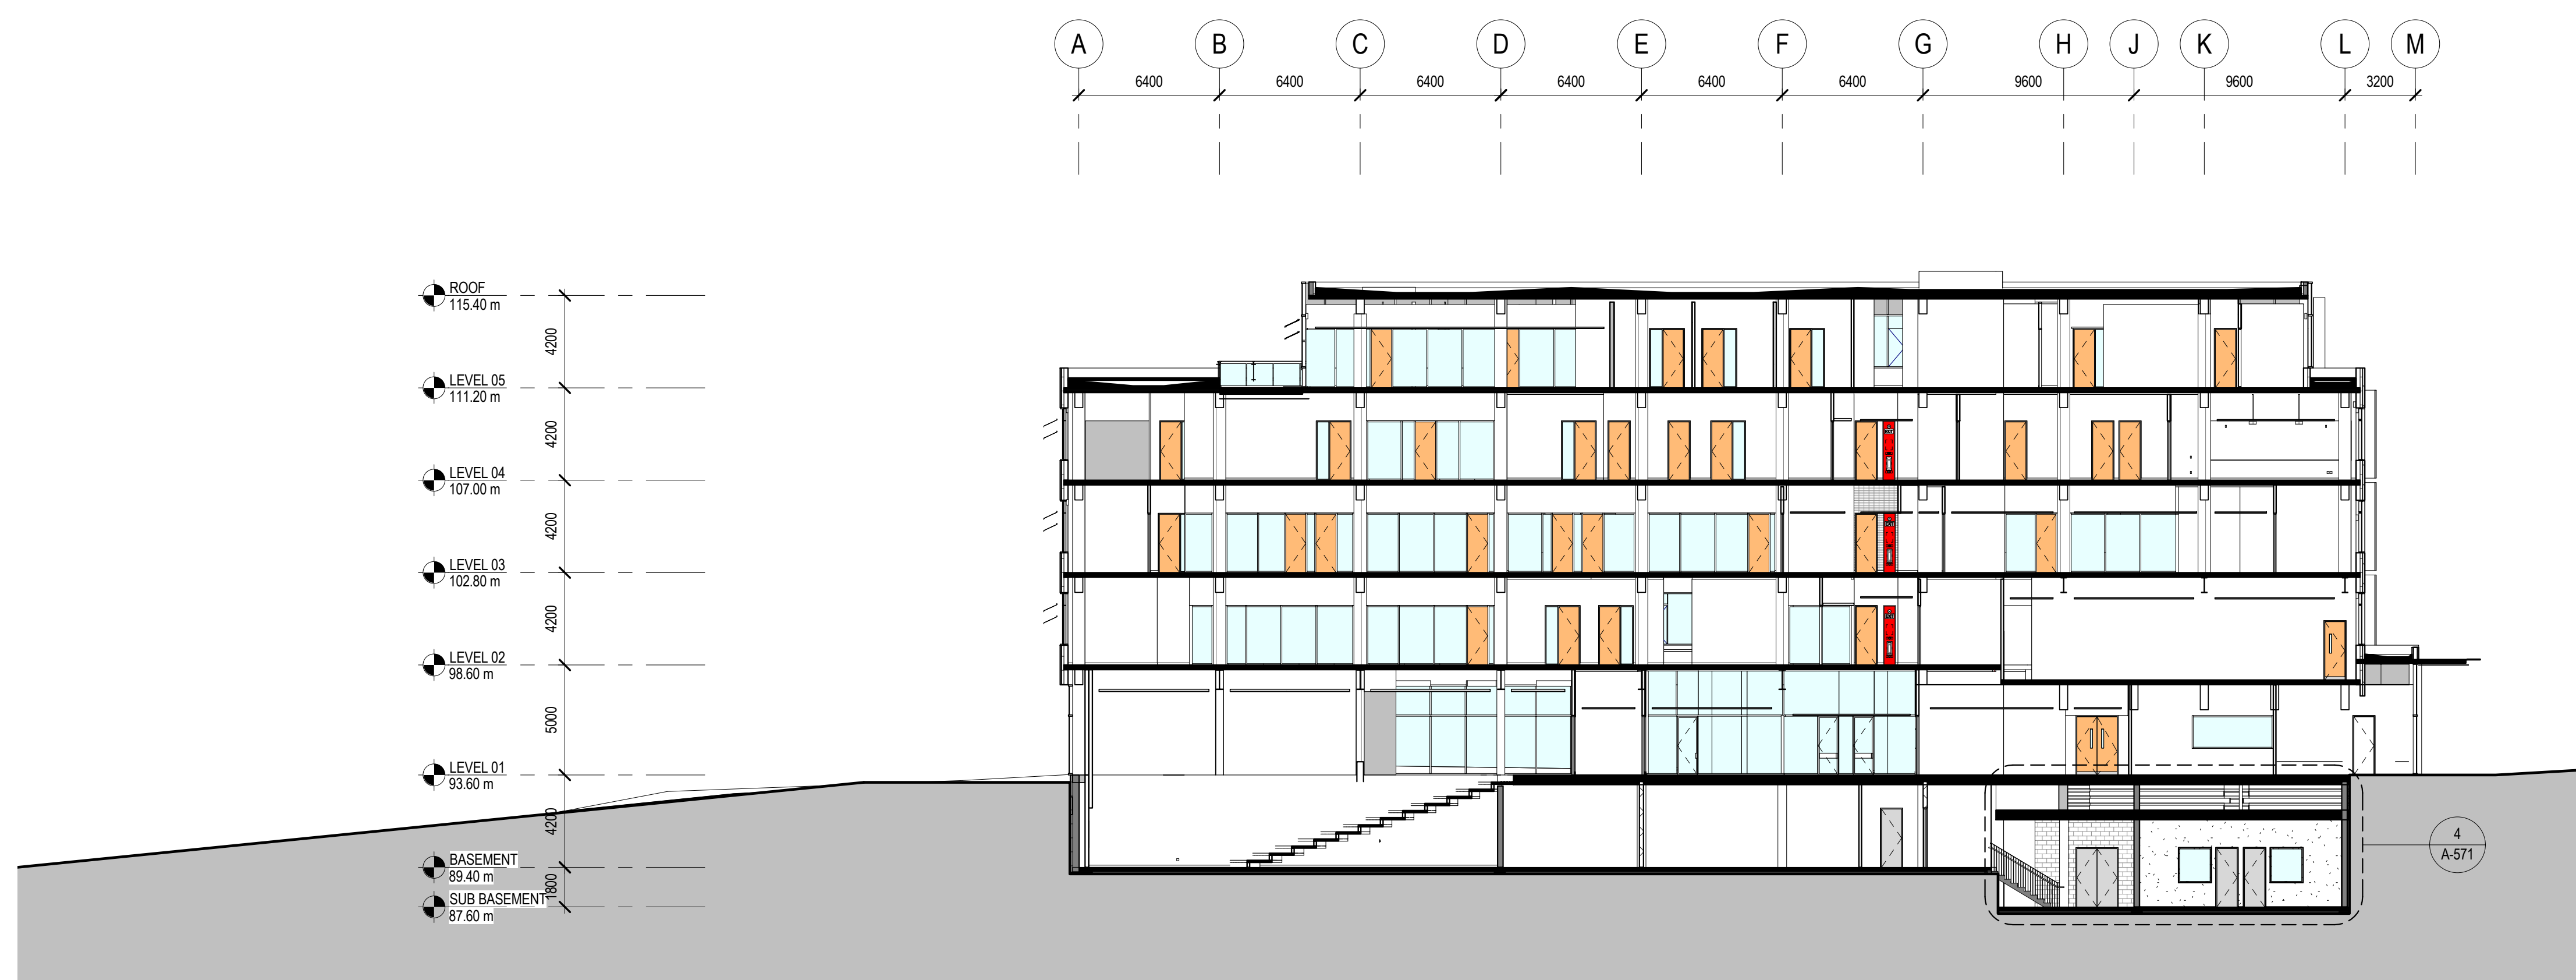 A B C D E F G H J K L M
6400 6400 6400 6400 6400 6400 9600 9600 3200
ROOF
115.40 m
4200
LEVEL 05
111.20 m
4200
LEVEL 04
107.00 m
4200
LEVEL 03
102.80 m
4200
LEVEL 02
98.60 m
5000
LEVEL 01
93.60 m
4200
BASEMENT
89.40 m
1800
SUB BASEMENT
87.60 m
4
A-571